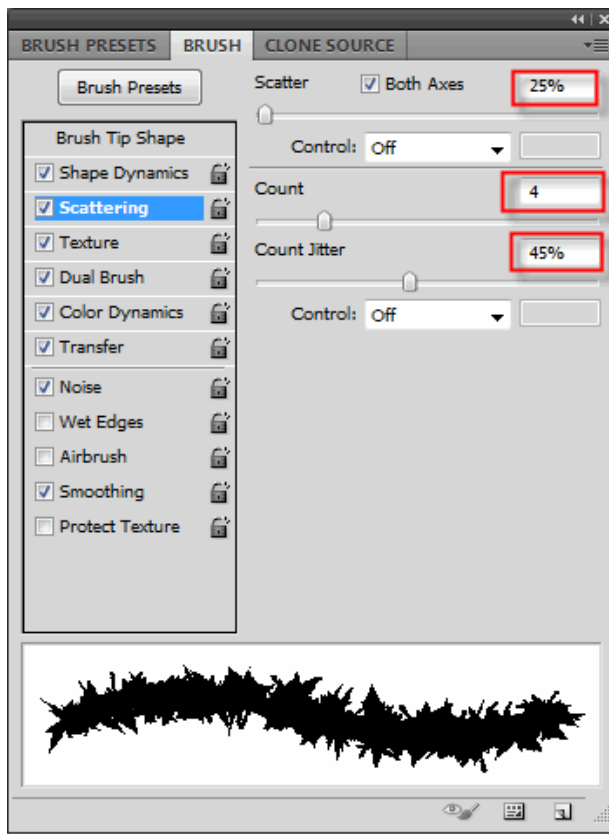 BRUSH PRESETS BRUSH CLONE SOURCE
Brush Presets
Brush Tip Shape
Shape Dynamics
Scattering
Texture
Dual Brush
Color Dynamics
Transfer
Noise
Wet Edges
Airbrush
Smoothing
Protect Texture
Scatter Both Axes 25%
Control: Off
Count 4
Count Jitter 45%
Control: Off